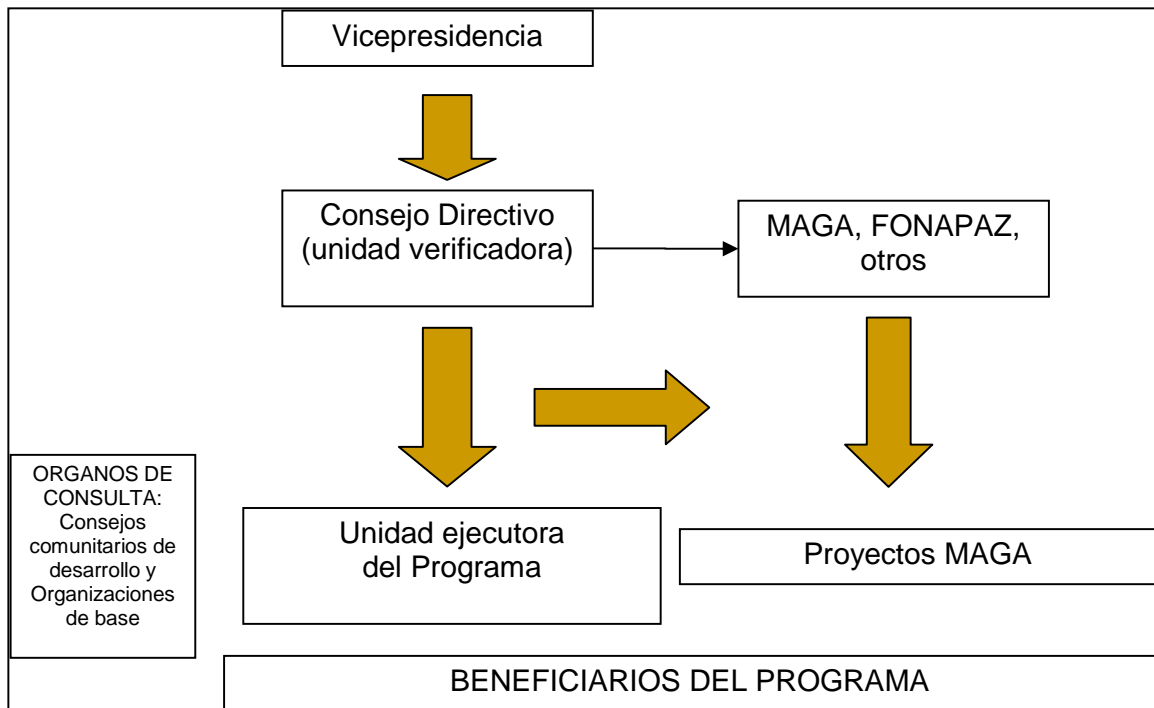 Vicepresidencia
Consejo Directivo
(unidad verificadora)
MAGA, FONAPAZ,
otros
ORGANOS DE
CONSULTA:
Consejos
comunitarios de
desarrollo y
Organizaciones
de base
Unidad ejecutora
del Programa
Proyectos MAGA
BENEFICIARIOS DEL PROGRAMA